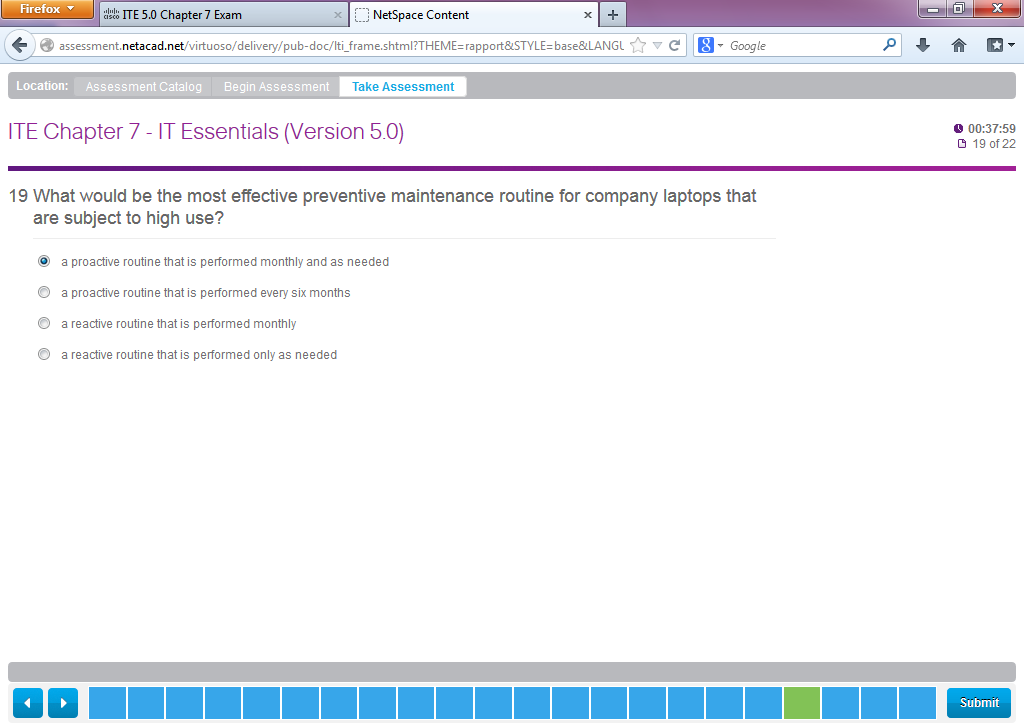 Firefox
cisco ITE 5.0 Chapter 7 Exam
NetSpace Content
assessment.netacad.net/virtuoso/delivery/pub-doc/lti_frame.shtml?THEME=rapport&STYLE=base&LANGU
8 Google
Location: Assessment Catalog Begin Assessment Take Assessment
ITE Chapter 7 - IT Essentials (Version 5.0)
00:37:59
19 of 22
19 What would be the most effective preventive maintenance routine for company laptops that
are subject to high use?
a proactive routine that is performed monthly and as needed
a proactive routine that is performed every six months
a reactive routine that is performed monthly
a reactive routine that is performed only as needed
Submit